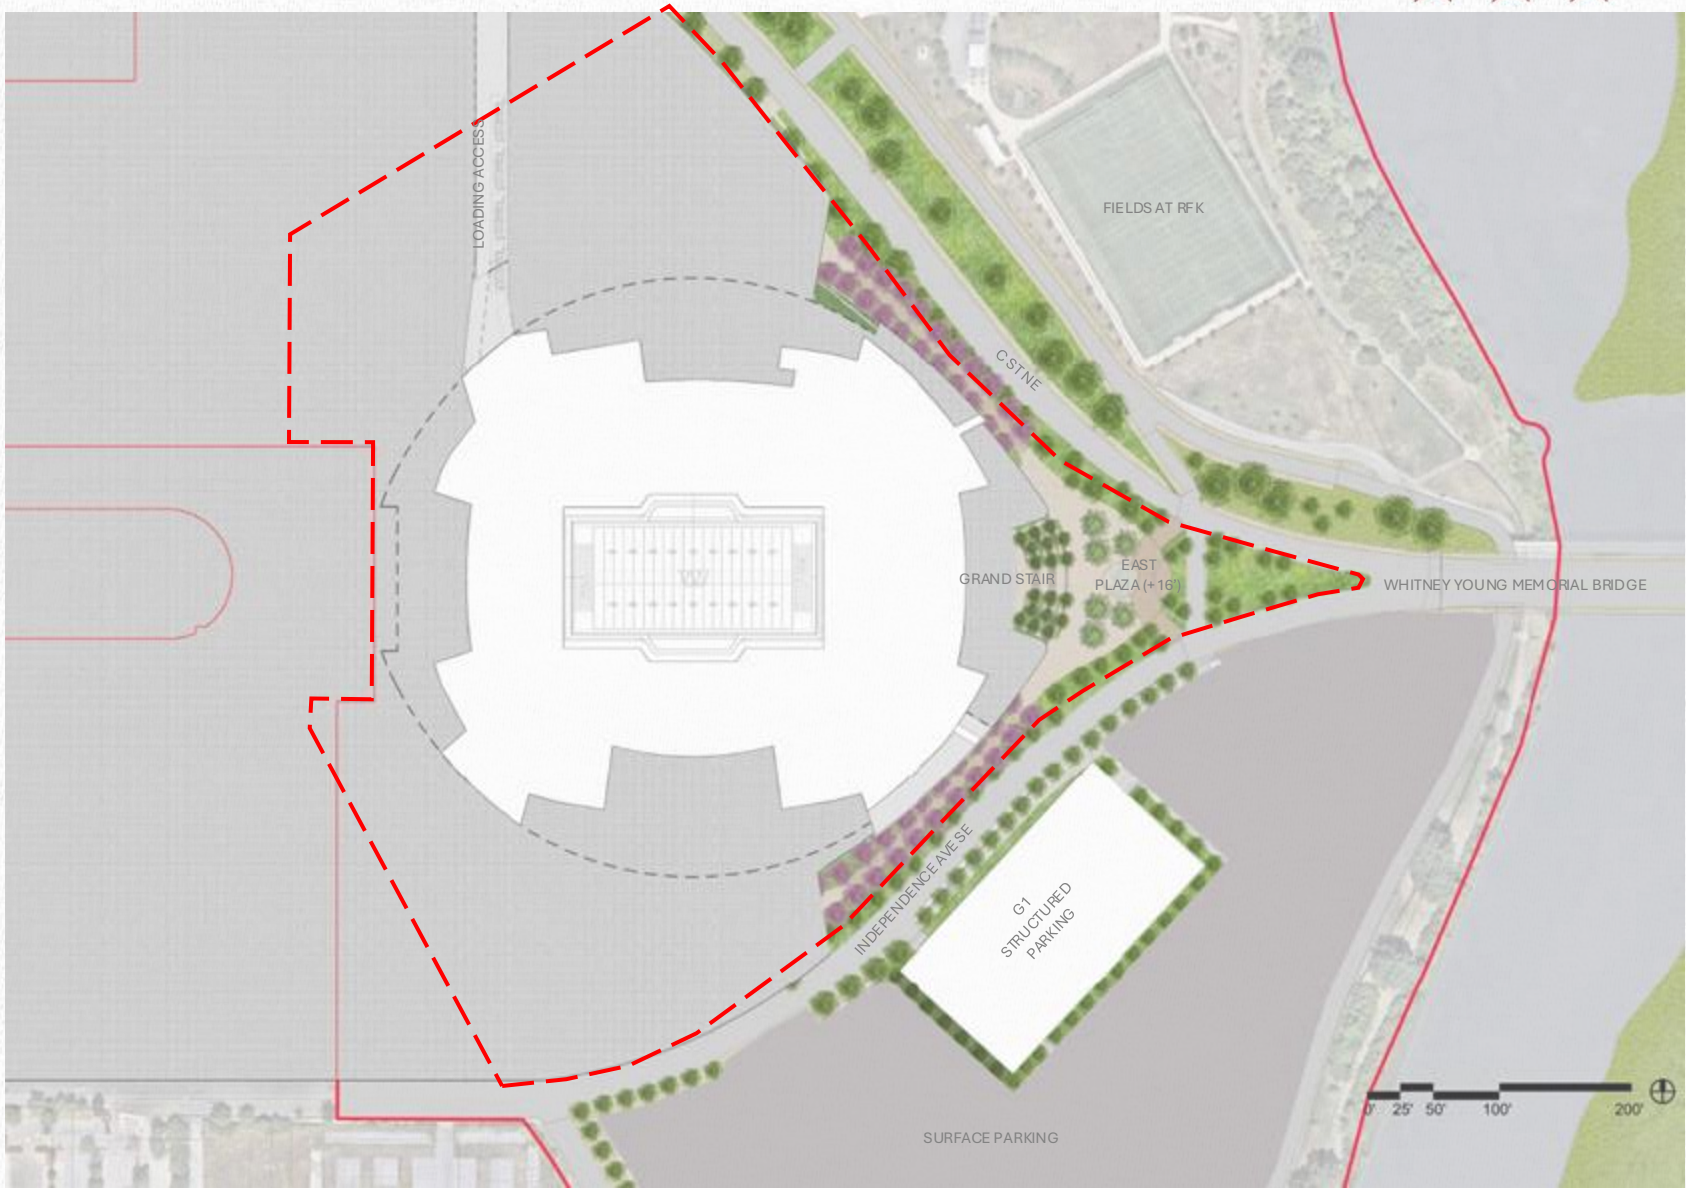 LOADING ACCESS
FIELDS AT RFK
C ST NE
GRAND STAIR
EAST
PLAZA (+16')
WHITNEY YOUNG MEMORIAL BRIDGE
W
INDEPENDENCE AVE SE
G1
STRUCTURED
PARKING
SURFACE PARKING
0' 25' 50' 100' 200'